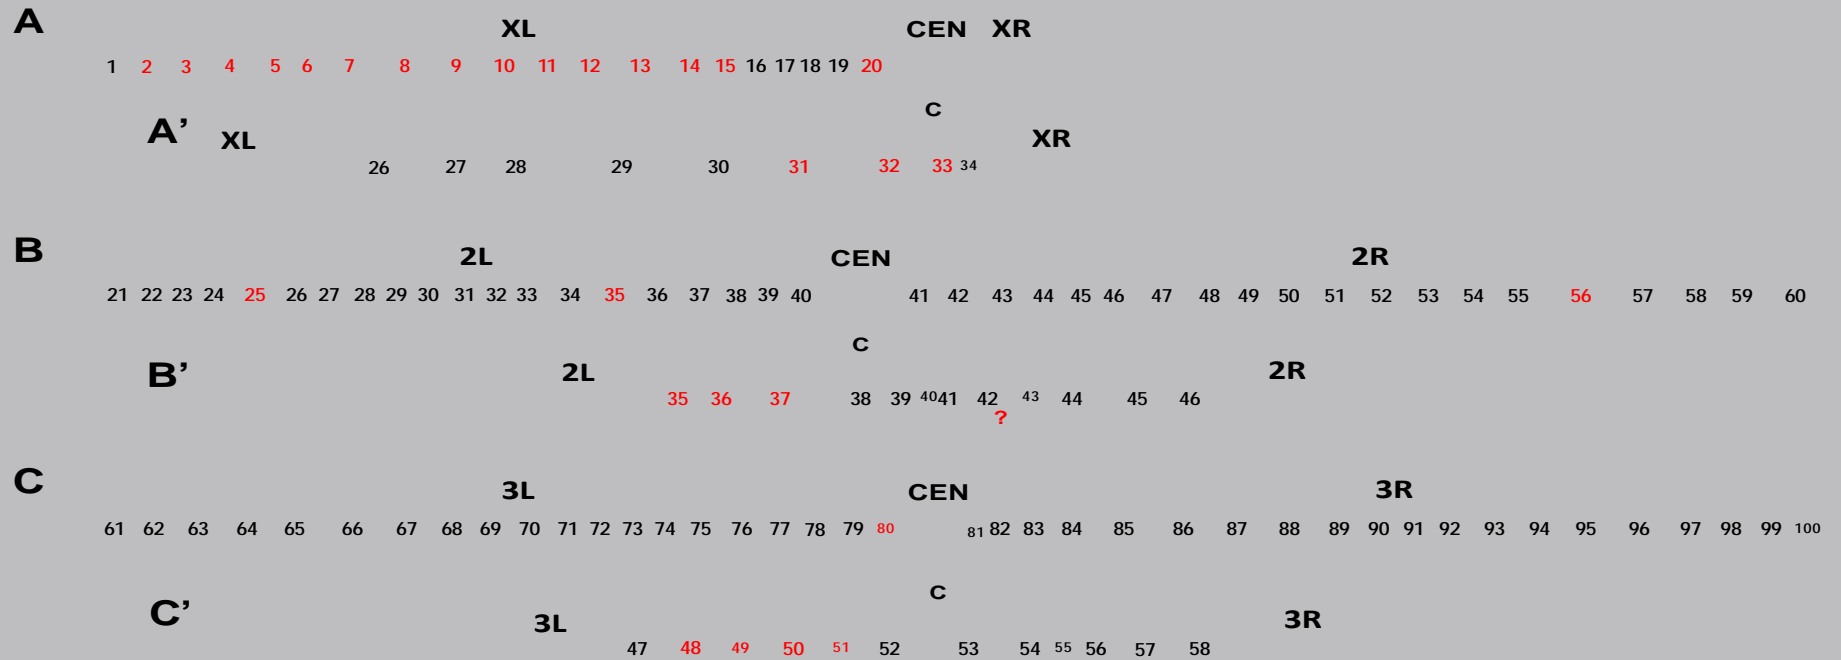 A XL CEN XR
1 2 3 4 5 6 7 8 9 10 11 12 13 14 15 16 17 18 19 20
C
A’ XL XR
26 27 28 29 30 31 32 33 34
B 2L CEN 2R
21 22 23 24 25 26 27 28 29 30 31 32 33 34 35 36 37 38 39 40 41 42 43 44 45 46 47 48 49 50 51 52 53 54 55 56 57 58 59 60
C
B’ 2L 2R
35 36 37 38 39 40 41 42 43 44 45 46
?
C 3L CEN 3R
61 62 63 64 65 66 67 68 69 70 71 72 73 74 75 76 77 78 79 80 81 82 83 84 85 86 87 88 89 90 91 92 93 94 95 96 97 98 99 100
C
C’ 3L 3R
47 48 49 50 51 52 53 54 55 56 57 58